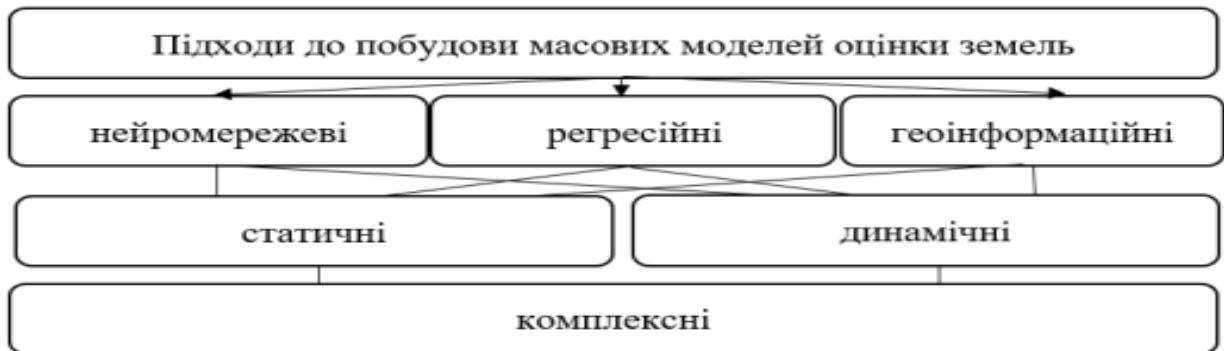 Підходи до побудови масових моделей оцінки земель
нейромережеві
регресійні
геоінформаційні
статичні
динамічні
комплексні